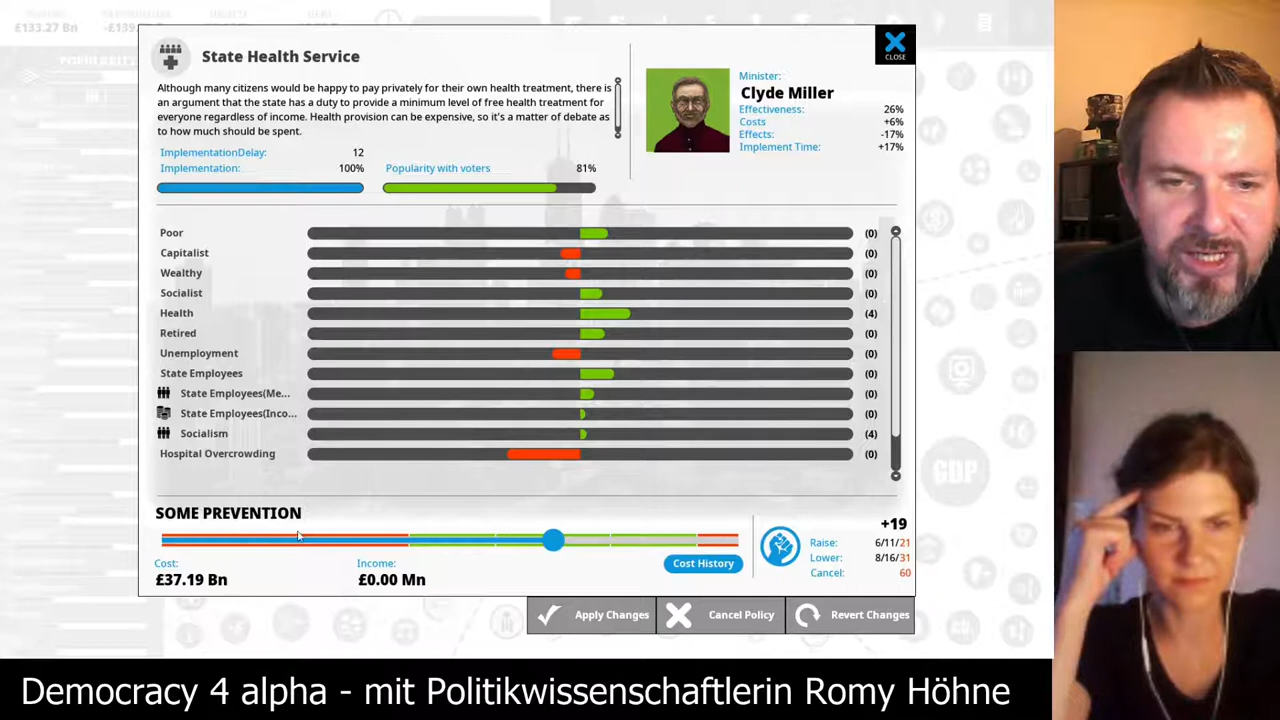 £133.27 Bn
State Health Service
CLOSE
Although many citizens would be happy to pay privately for their own health treatment, there is
an argument that the state has a duty to provide a minimum level of free health treatment for
everyone regardless of income. Health provision can be expensive, so it's a matter of debate as
to how much should be spent.
Minister:
Clyde Miller
Effectiveness: 26%
Costs +6%
Effects: -17%
Implement Time: +17%
ImplementationDelay: 12
Implementation: 100%
Popularity with voters 81%
Poor (0)
Capitalist (0)
Wealthy (0)
Socialist (0)
Health (4)
Retired (0)
Unemployment (0)
State Employees (0)
State Employees(Me... (0)
State Employees(Inco... (0)
Socialism (4)
Hospital Overcrowding (0)
GDP
SOME PREVENTION
Cost:
£37.19 Bn
Income:
£0.00 Mn
Cost History
+19
Raise: 6/11/21
Lower: 8/16/31
Cancel: 60
Apply Changes
Cancel Policy
Revert Changes
Democracy 4 alpha - mit Politikwissenschaftlerin Romy Höhne